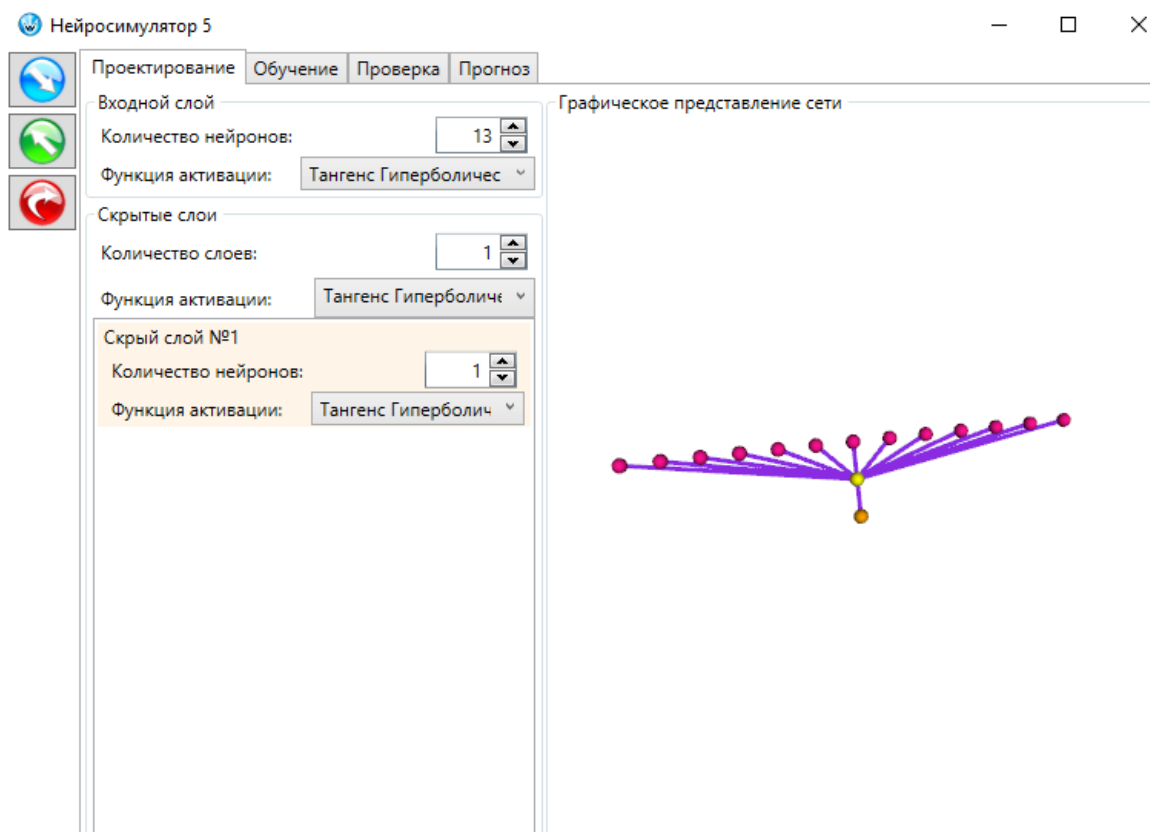 Нейросимулятор 5
Проектирование Обучение Проверка Прогноз
Входной слой
Количество нейронов: 13
Функция активации: Тангенс Гиперболичес
Скрытые слои
Количество слоев: 1
Функция активации: Тангенс Гиперболиче
Скрый слой №1
Количество нейронов: 1
Функция активации: Тангенс Гиперболич
Графическое представление сети